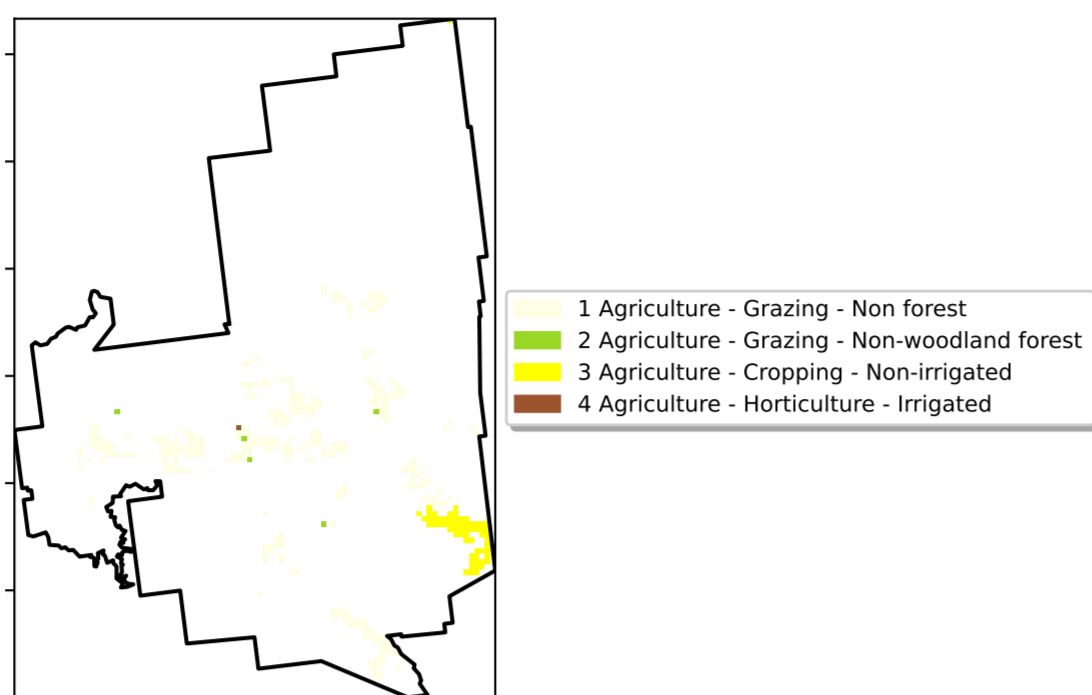 1 Agriculture - Grazing - Non forest
2 Agriculture - Grazing - Non-woodland forest
3 Agriculture - Cropping - Non-irrigated
4 Agriculture - Horticulture - Irrigated